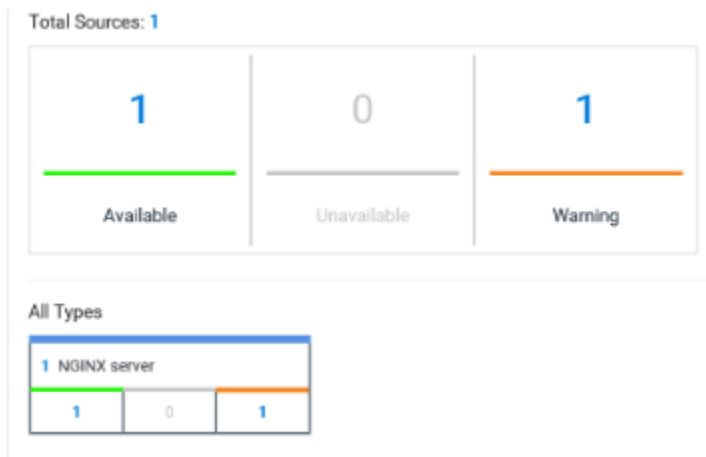 Total Sources: 1
1 0 1
Available Unavailable Warning
All Types
1 NGINX server
1 0 1